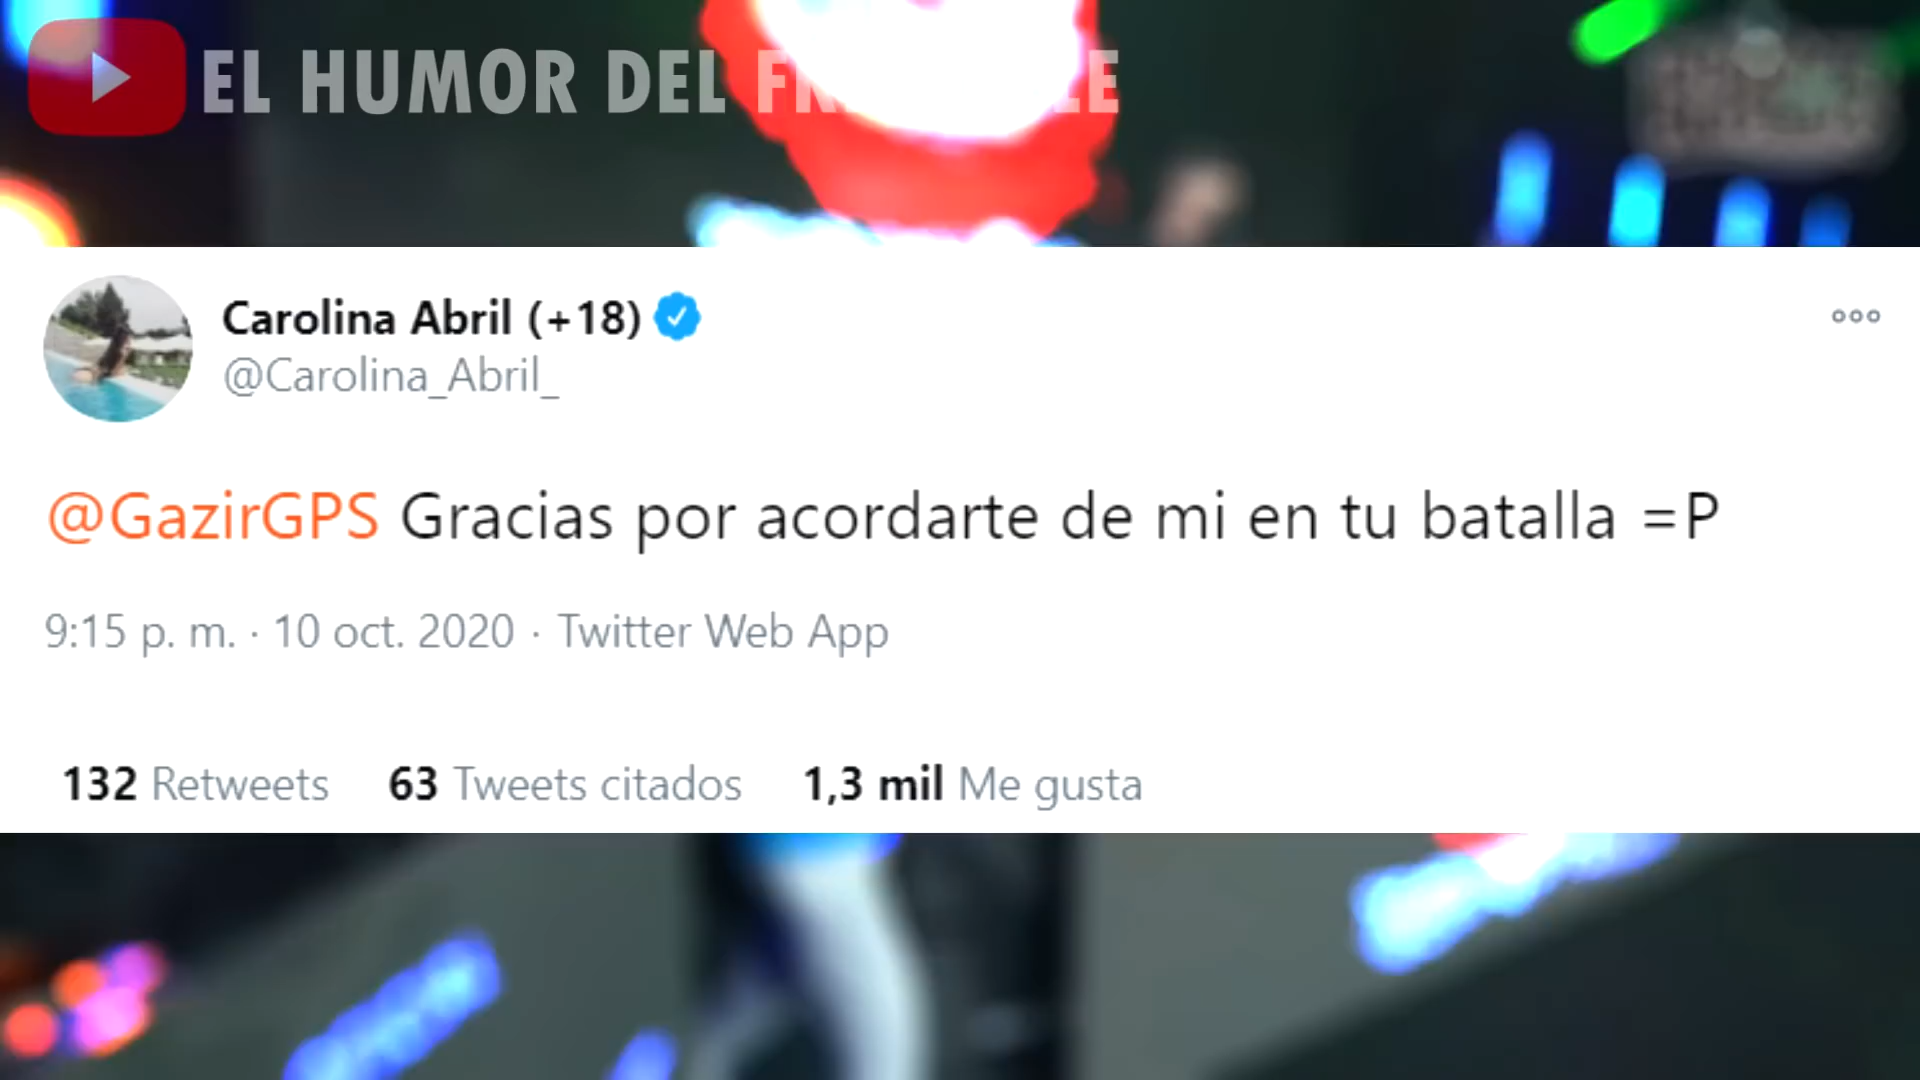 EL HUMOR DEL
Carolina Abril (+18)
@Carolina_Abril_
@GazirGPS Gracias por acordarte de mi en tu batalla =P
9:15 p. m. · 10 oct. 2020 · Twitter Web App
132 Retweets 63 Tweets citados 1,3 mil Me gusta